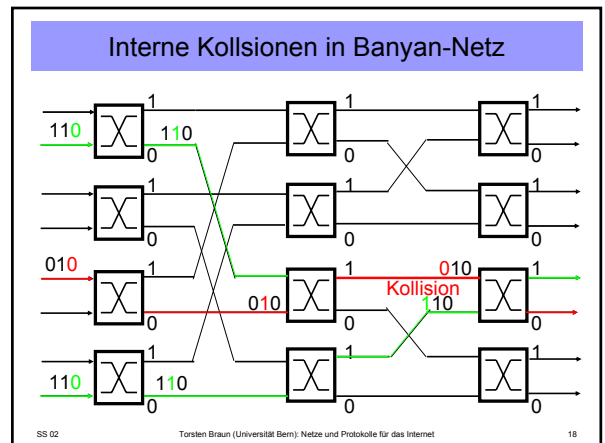 Interne Kollsionen in Banyan-Netz
1 1 1
110 110
0 0 0
1 1 1
0 0 0
010 1 1 010 1
010 Kollision
110
0 0 0
1 1 1
110 110
0 0 0
SS 02 Torsten Braun (Universität Bern): Netze und Protokolle für das Internet 18